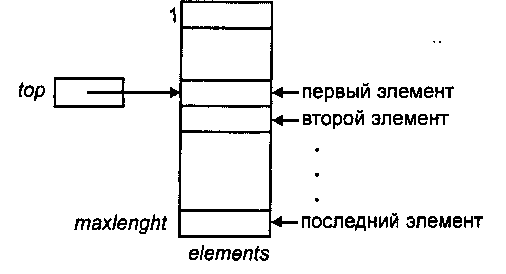 1
top
первый элемент
второй элемент
maxlenght
последний элемент
elements